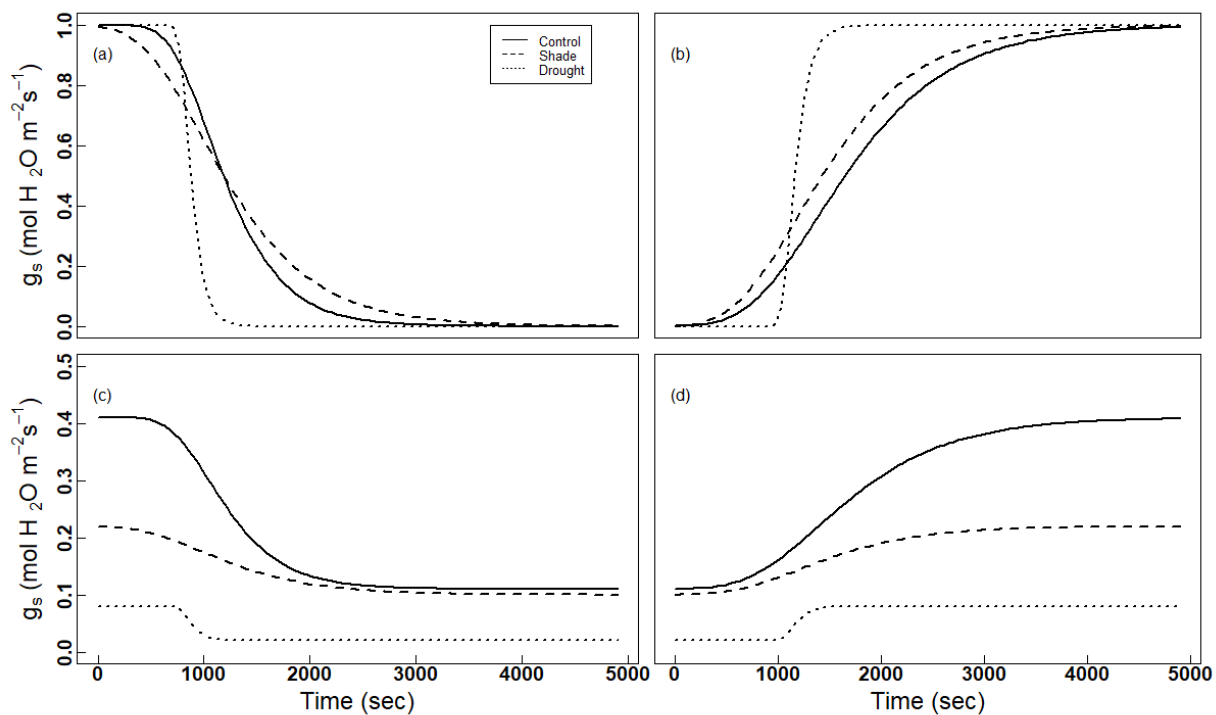 (a)
Control
Shade
Drought
1.0
0.8
0.6
0.4
0.2
0.0
gₛ (mol H ₂O m⁻²s⁻¹)
(b)
(c)
0.5
0.4
0.3
0.2
0.1
0.0
gₛ (mol H ₂O m⁻²s⁻¹)
(d)
0 1000 2000 3000 4000 5000
Time (sec)
0 1000 2000 3000 4000 5000
Time (sec)